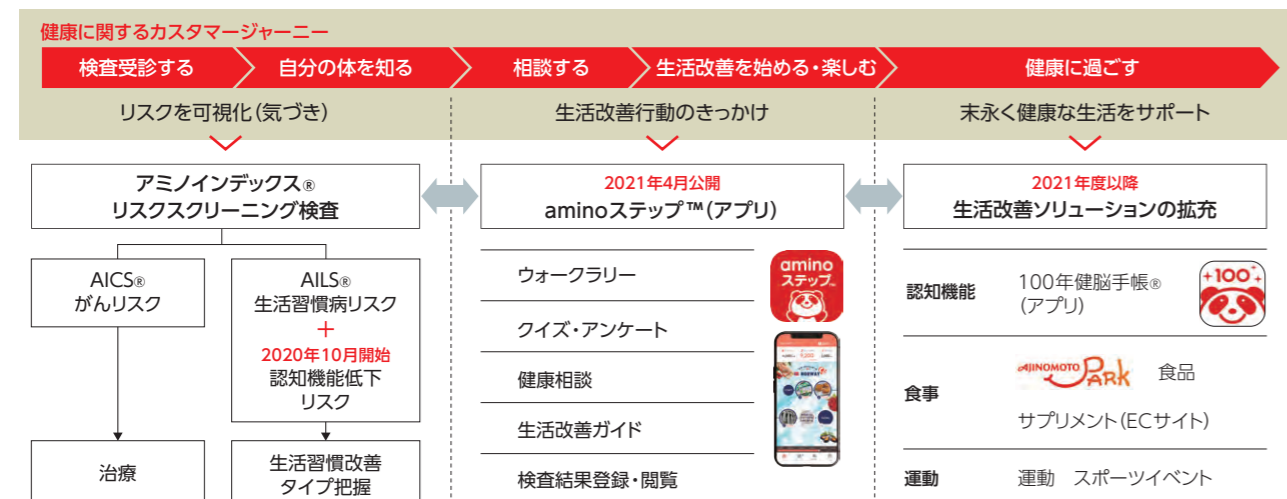 健康に関するカスタマージャーニー
検査受診する
自分の体を知る
相談する
生活改善を始める・楽しむ
健康に過ごす
リスクを可視化(気づき)
生活改善行動のきっかけ
末永く健康な生活をサポート
アミノインデックス®
リスクスクリーニング検査
AICS®
がんリスク
治療
AILS®
生活習慣病リスク
+
2020年10月開始
認知機能低下
リスク
生活習慣改善
タイプ把握
2021年4月公開
aminoステップ™(アプリ)
ウォークラリー
クイズ・アンケート
健康相談
生活改善ガイド
検査結果登録・閲覧
amino
ステップ
2021年度以降
生活改善ソリューションの拡充
認知機能
100年健脳手帳®
(アプリ)
+100+
食事
AJINOMOTO PARK 食品
サプリメント(ECサイト)
運動
運動 スポーツイベント